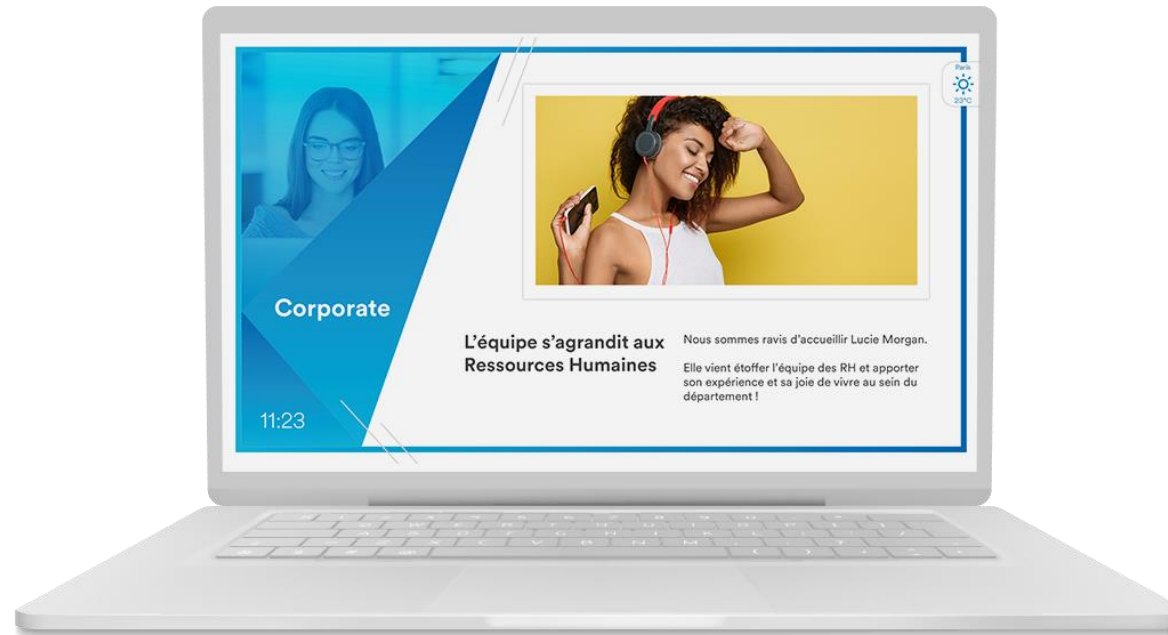 Paris
23°C
Corporate
L'équipe s'agrandit aux
Ressources Humaines
Nous sommes ravis d'accueillir Lucie Morgan.
Elle vient étoffer l'équipe des RH et apporter
son expérience et sa joie de vivre au sein du
département !
11:23